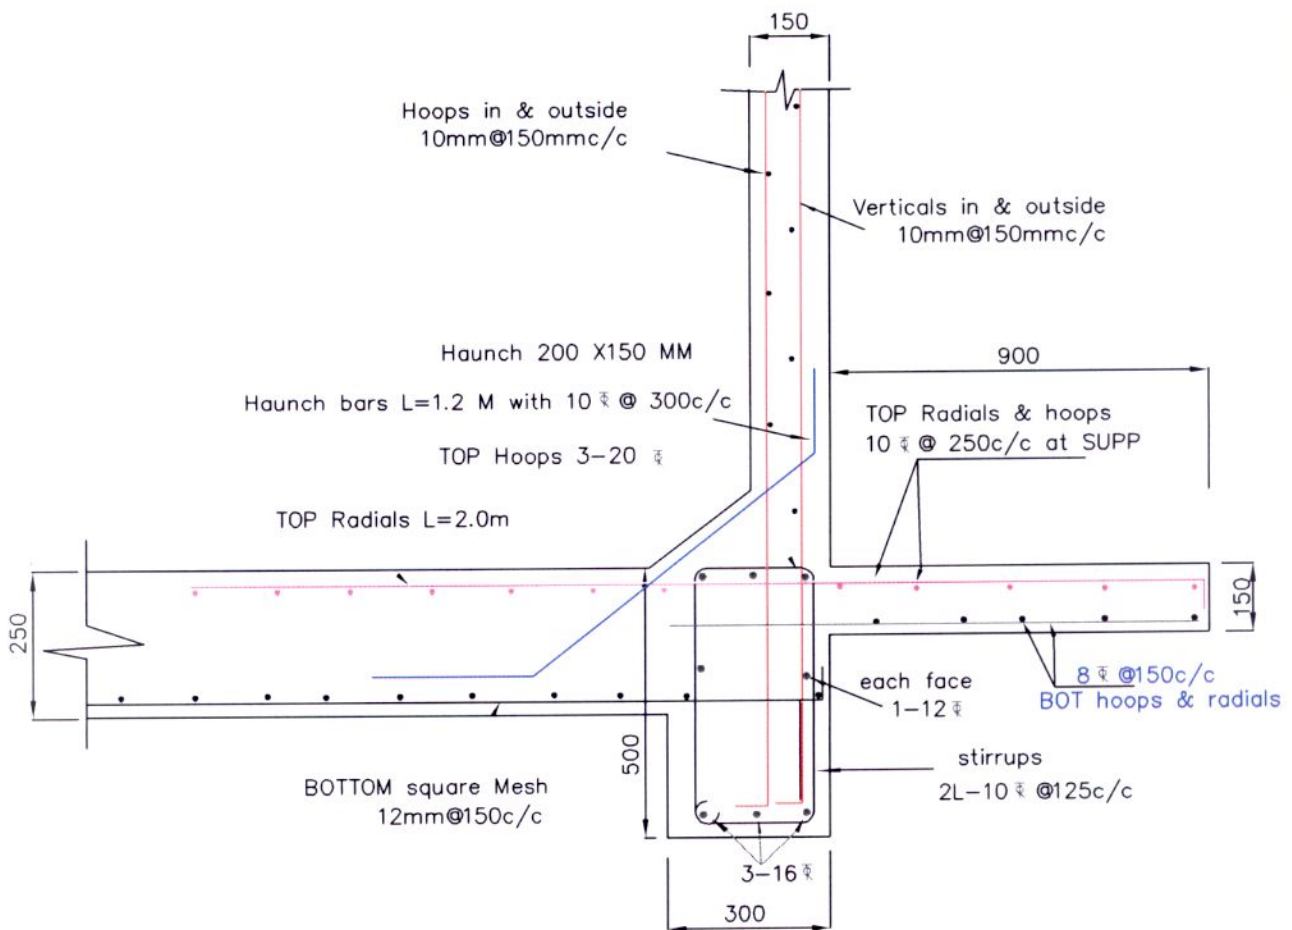 150
Hoops in & outside
10mm@150mmc/c
Verticals in & outside
10mm@150mmc/c
Haunch 200 X150 MM
900
Haunch bars L=1.2 M with 10 @ 300c/c
TOP Radials & hoops
10 @ 250c/c at SUPP
TOP Hoops 3-20
TOP Radials L=2.0m
250
150
each face
1-12
8 @150c/c
BOT hoops & radials
500
stirrups
2L-10 @125c/c
BOTTOM square Mesh
12mm@150c/c
3-16
300